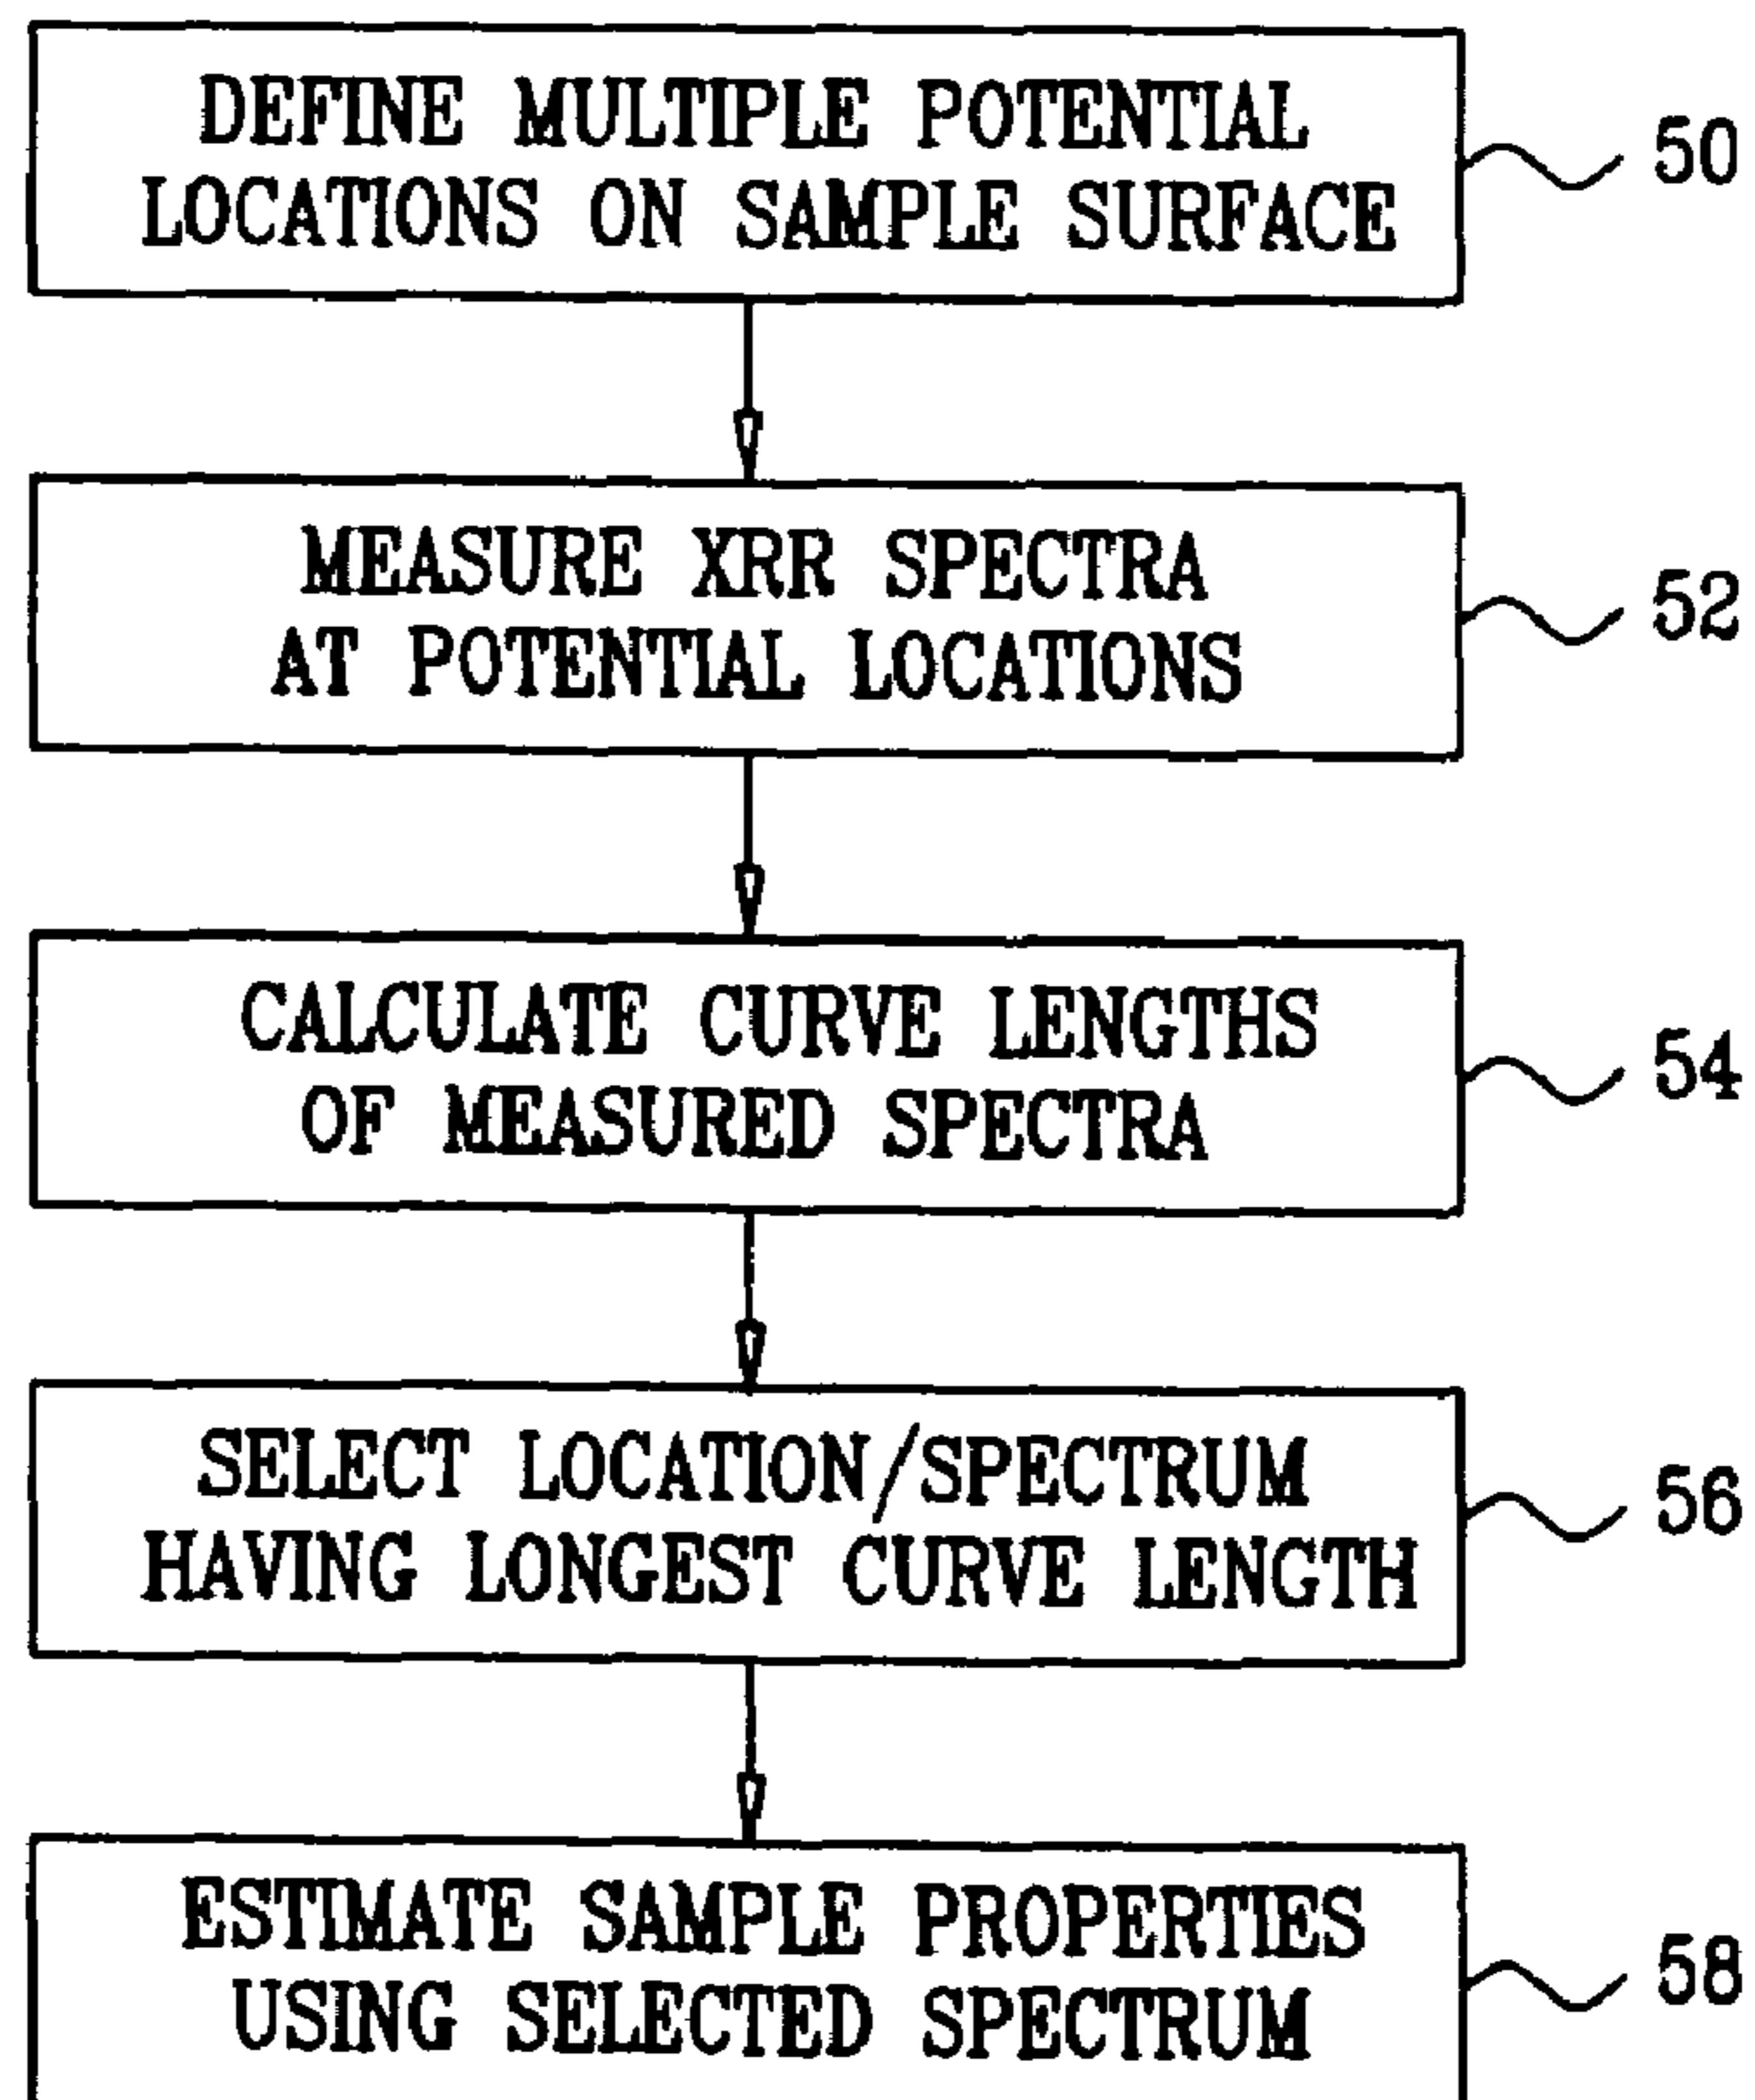 DEFINE MULTIPLE POTENTIAL
LOCATIONS ON SAMPLE SURFACE
50
MEASURE XRR SPECTRA
AT POTENTIAL LOCATIONS
52
CALCULATE CURVE LENGTHS
OF MEASURED SPECTRA
54
SELECT LOCATION/SPECTRUM
HAVING LONGEST CURVE LENGTH
56
ESTIMATE SAMPLE PROPERTIES
USING SELECTED SPECTRUM
58